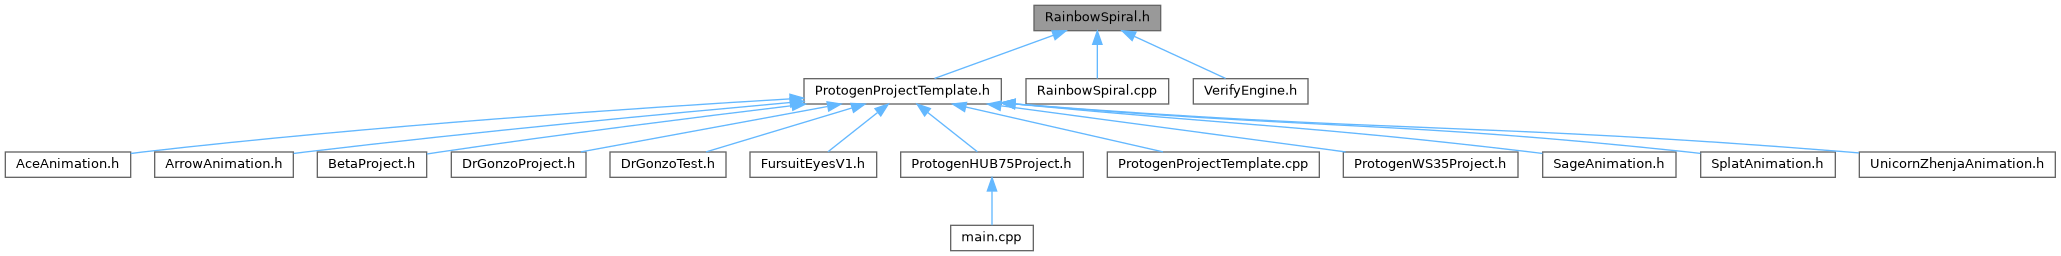 RainbowSpiral.h
ProtogenProjectTemplate.h
RainbowSpiral.cpp
VerifyEngine.h
AceAnimation.h
ArrowAnimation.h
BetaProject.h
DrGonzoProject.h
DrGonzoTest.h
FursuitEyesV1.h
ProtogenHUB75Project.h
ProtogenProjectTemplate.cpp
ProtogenWS35Project.h
SageAnimation.h
SplatAnimation.h
UnicornZhenjaAnimation.h
main.cpp